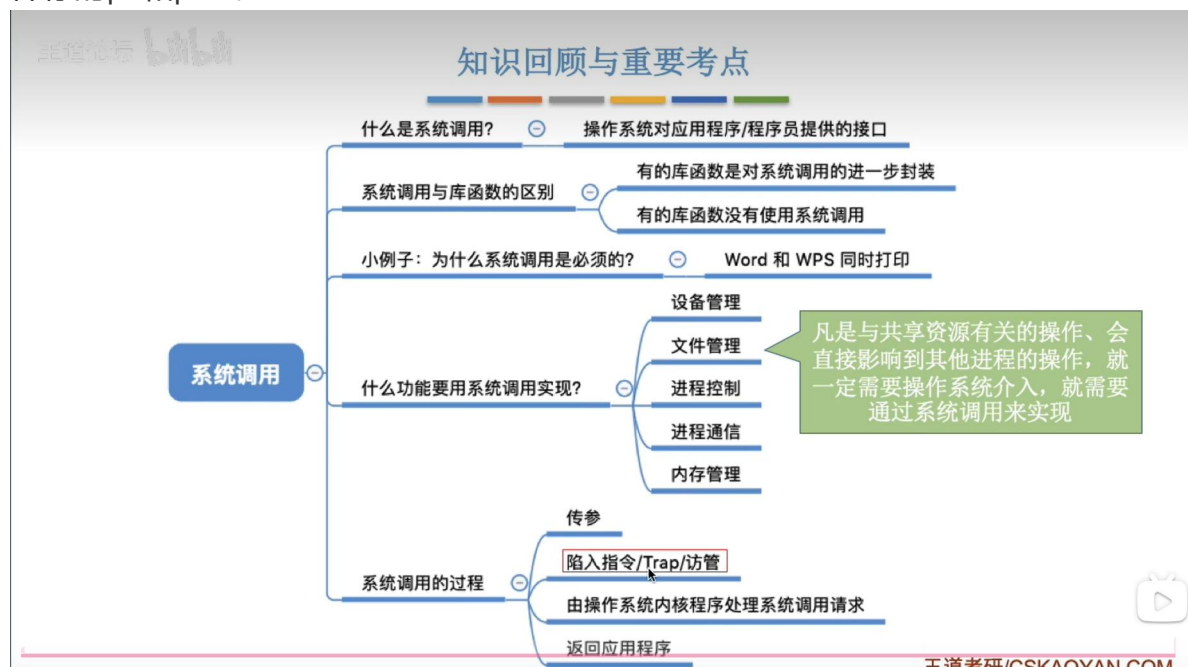 王道论坛 bilibili
知识回顾与重要考点
什么是系统调用?
操作系统对应用程序/程序员提供的接口
系统调用与库函数的区别
有的库函数是对系统调用的进一步封装
有的库函数没有使用系统调用
小例子：为什么系统调用是必须的?
Word 和 WPS 同时打印
系统调用
什么功能要用系统调用实现?
设备管理
文件管理
进程控制
进程通信
内存管理
凡是与共享资源有关的操作、会
直接影响到其他进程的操作，就
一定需要操作系统介入，就需要
通过系统调用来实现
系统调用的过程
传参
陷入指令/Trap/访管
由操作系统内核程序处理系统调用请求
返回应用程序
王道考研/CSKAOYAN.COM